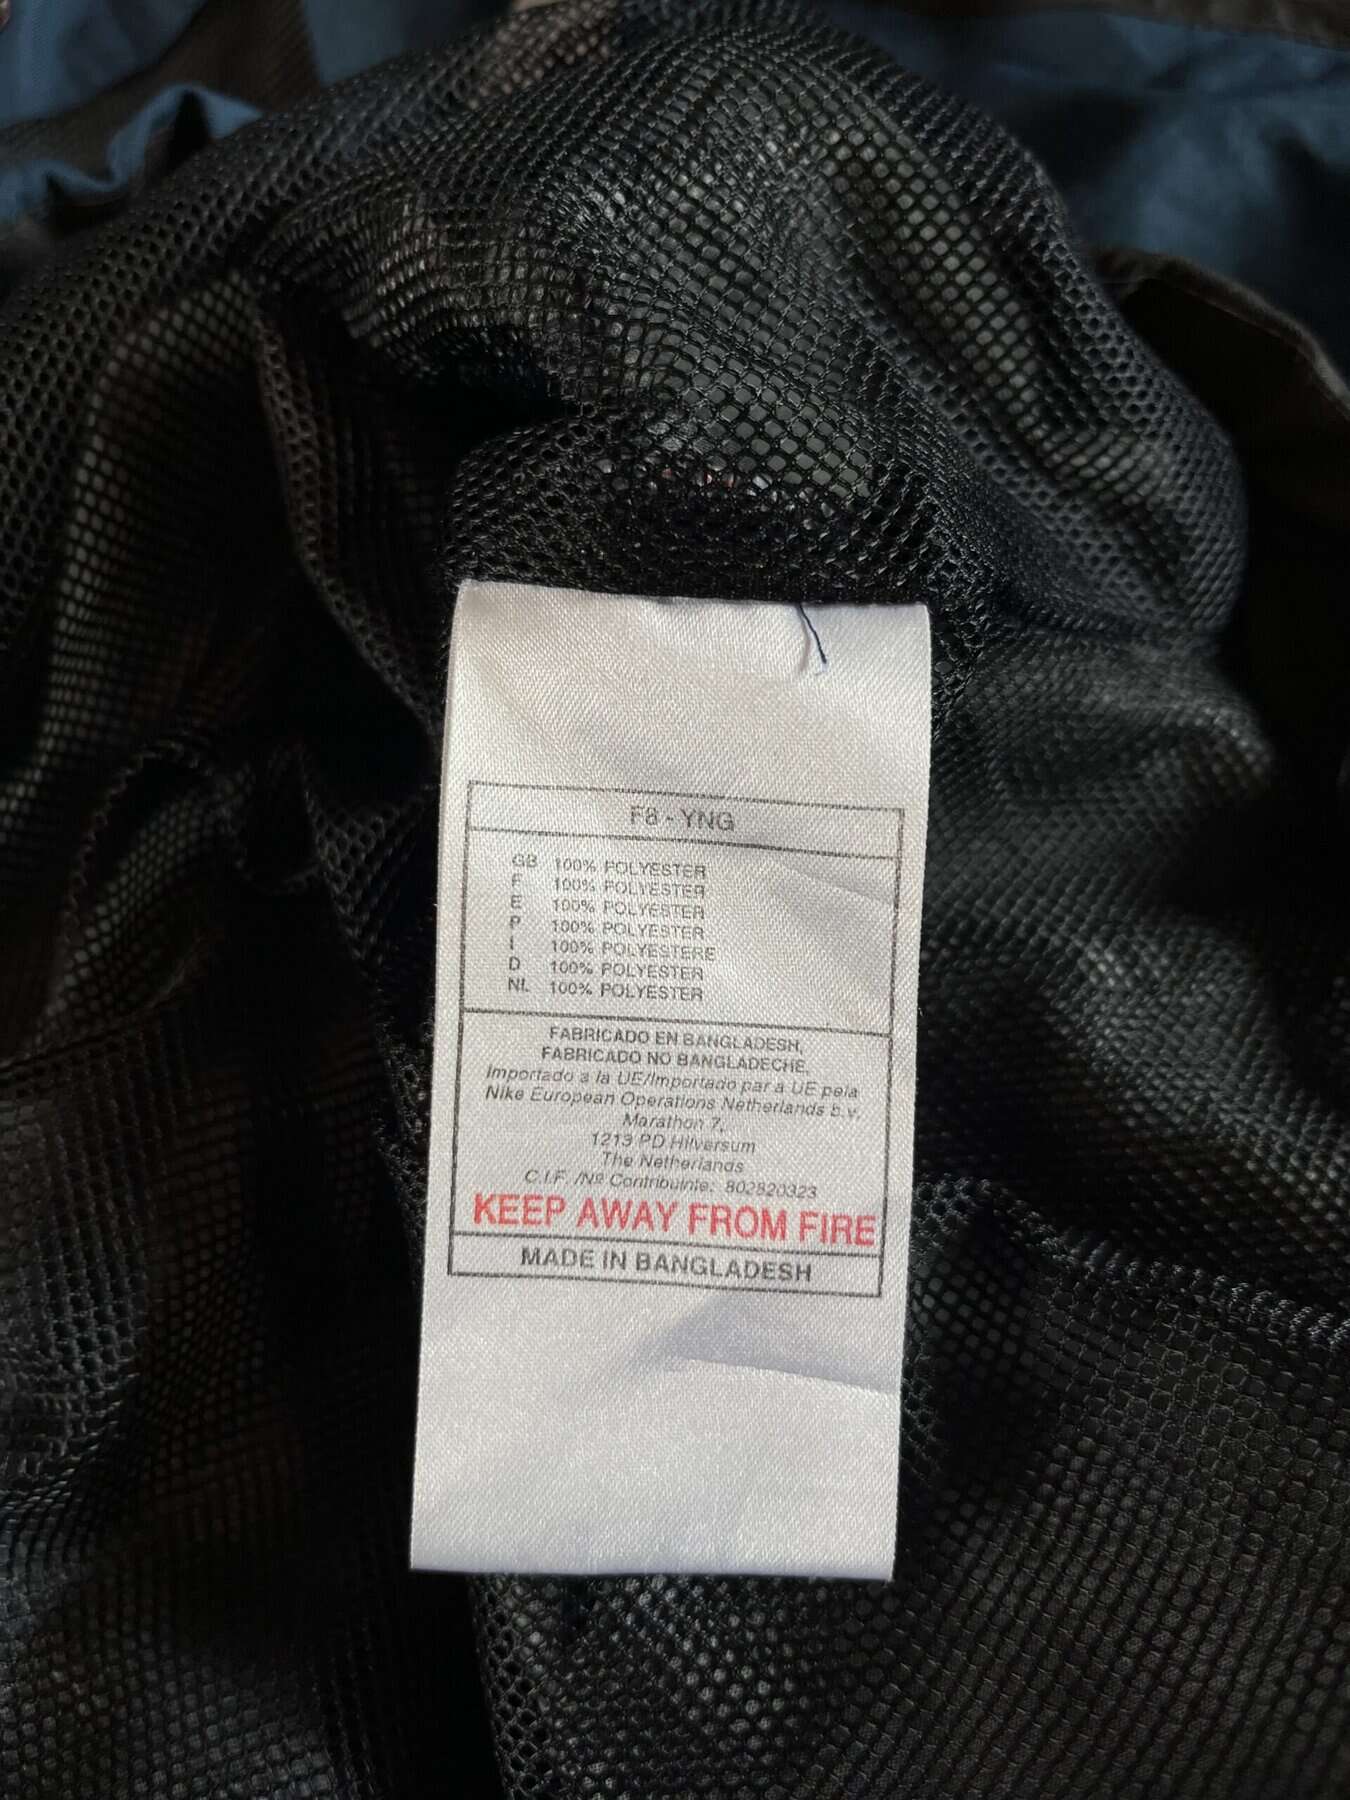 F8 - YNG
GB 100% POLYESTER
F 100% POLYESTER
E 100% POLYESTER
P 100% POLYESTER
I 100% POLYESTERE
D 100% POLYESTER
NL 100% POLYESTER
FABRICADO EN BANGLADESH,
FABRICADO NO BANGLADECHE,
Importado a la UE/Importado par a UE pela
Nike European Operations Netherlands b.v.
Marathon 7,
1213 PD Hilversum
The Netherlands
C.I.F. /Nº Contribuinte: 802820323
KEEP AWAY FROM FIRE
MADE IN BANGLADESH